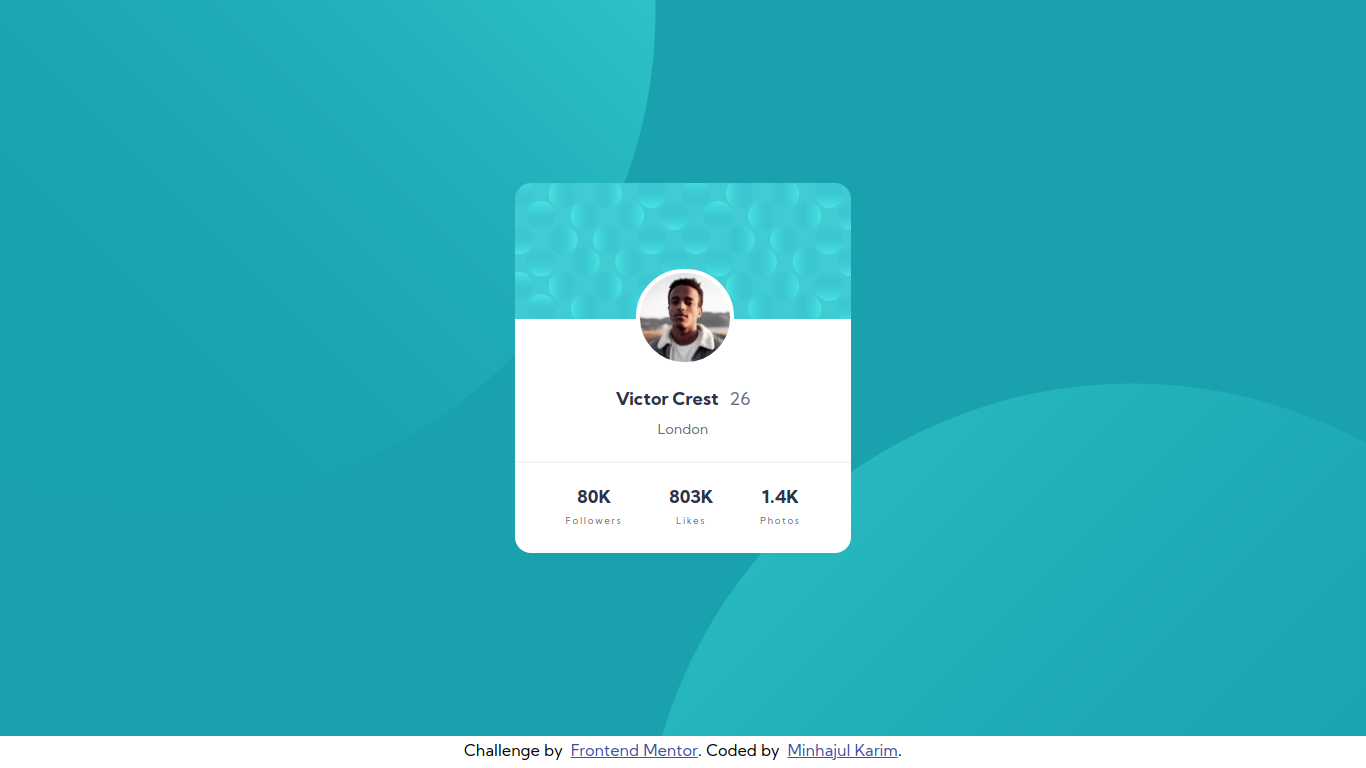 Victor Crest 26
London
80K 803K 1.4K
Followers Likes Photos
Challenge by Frontend Mentor. Coded by Minhajul Karim.